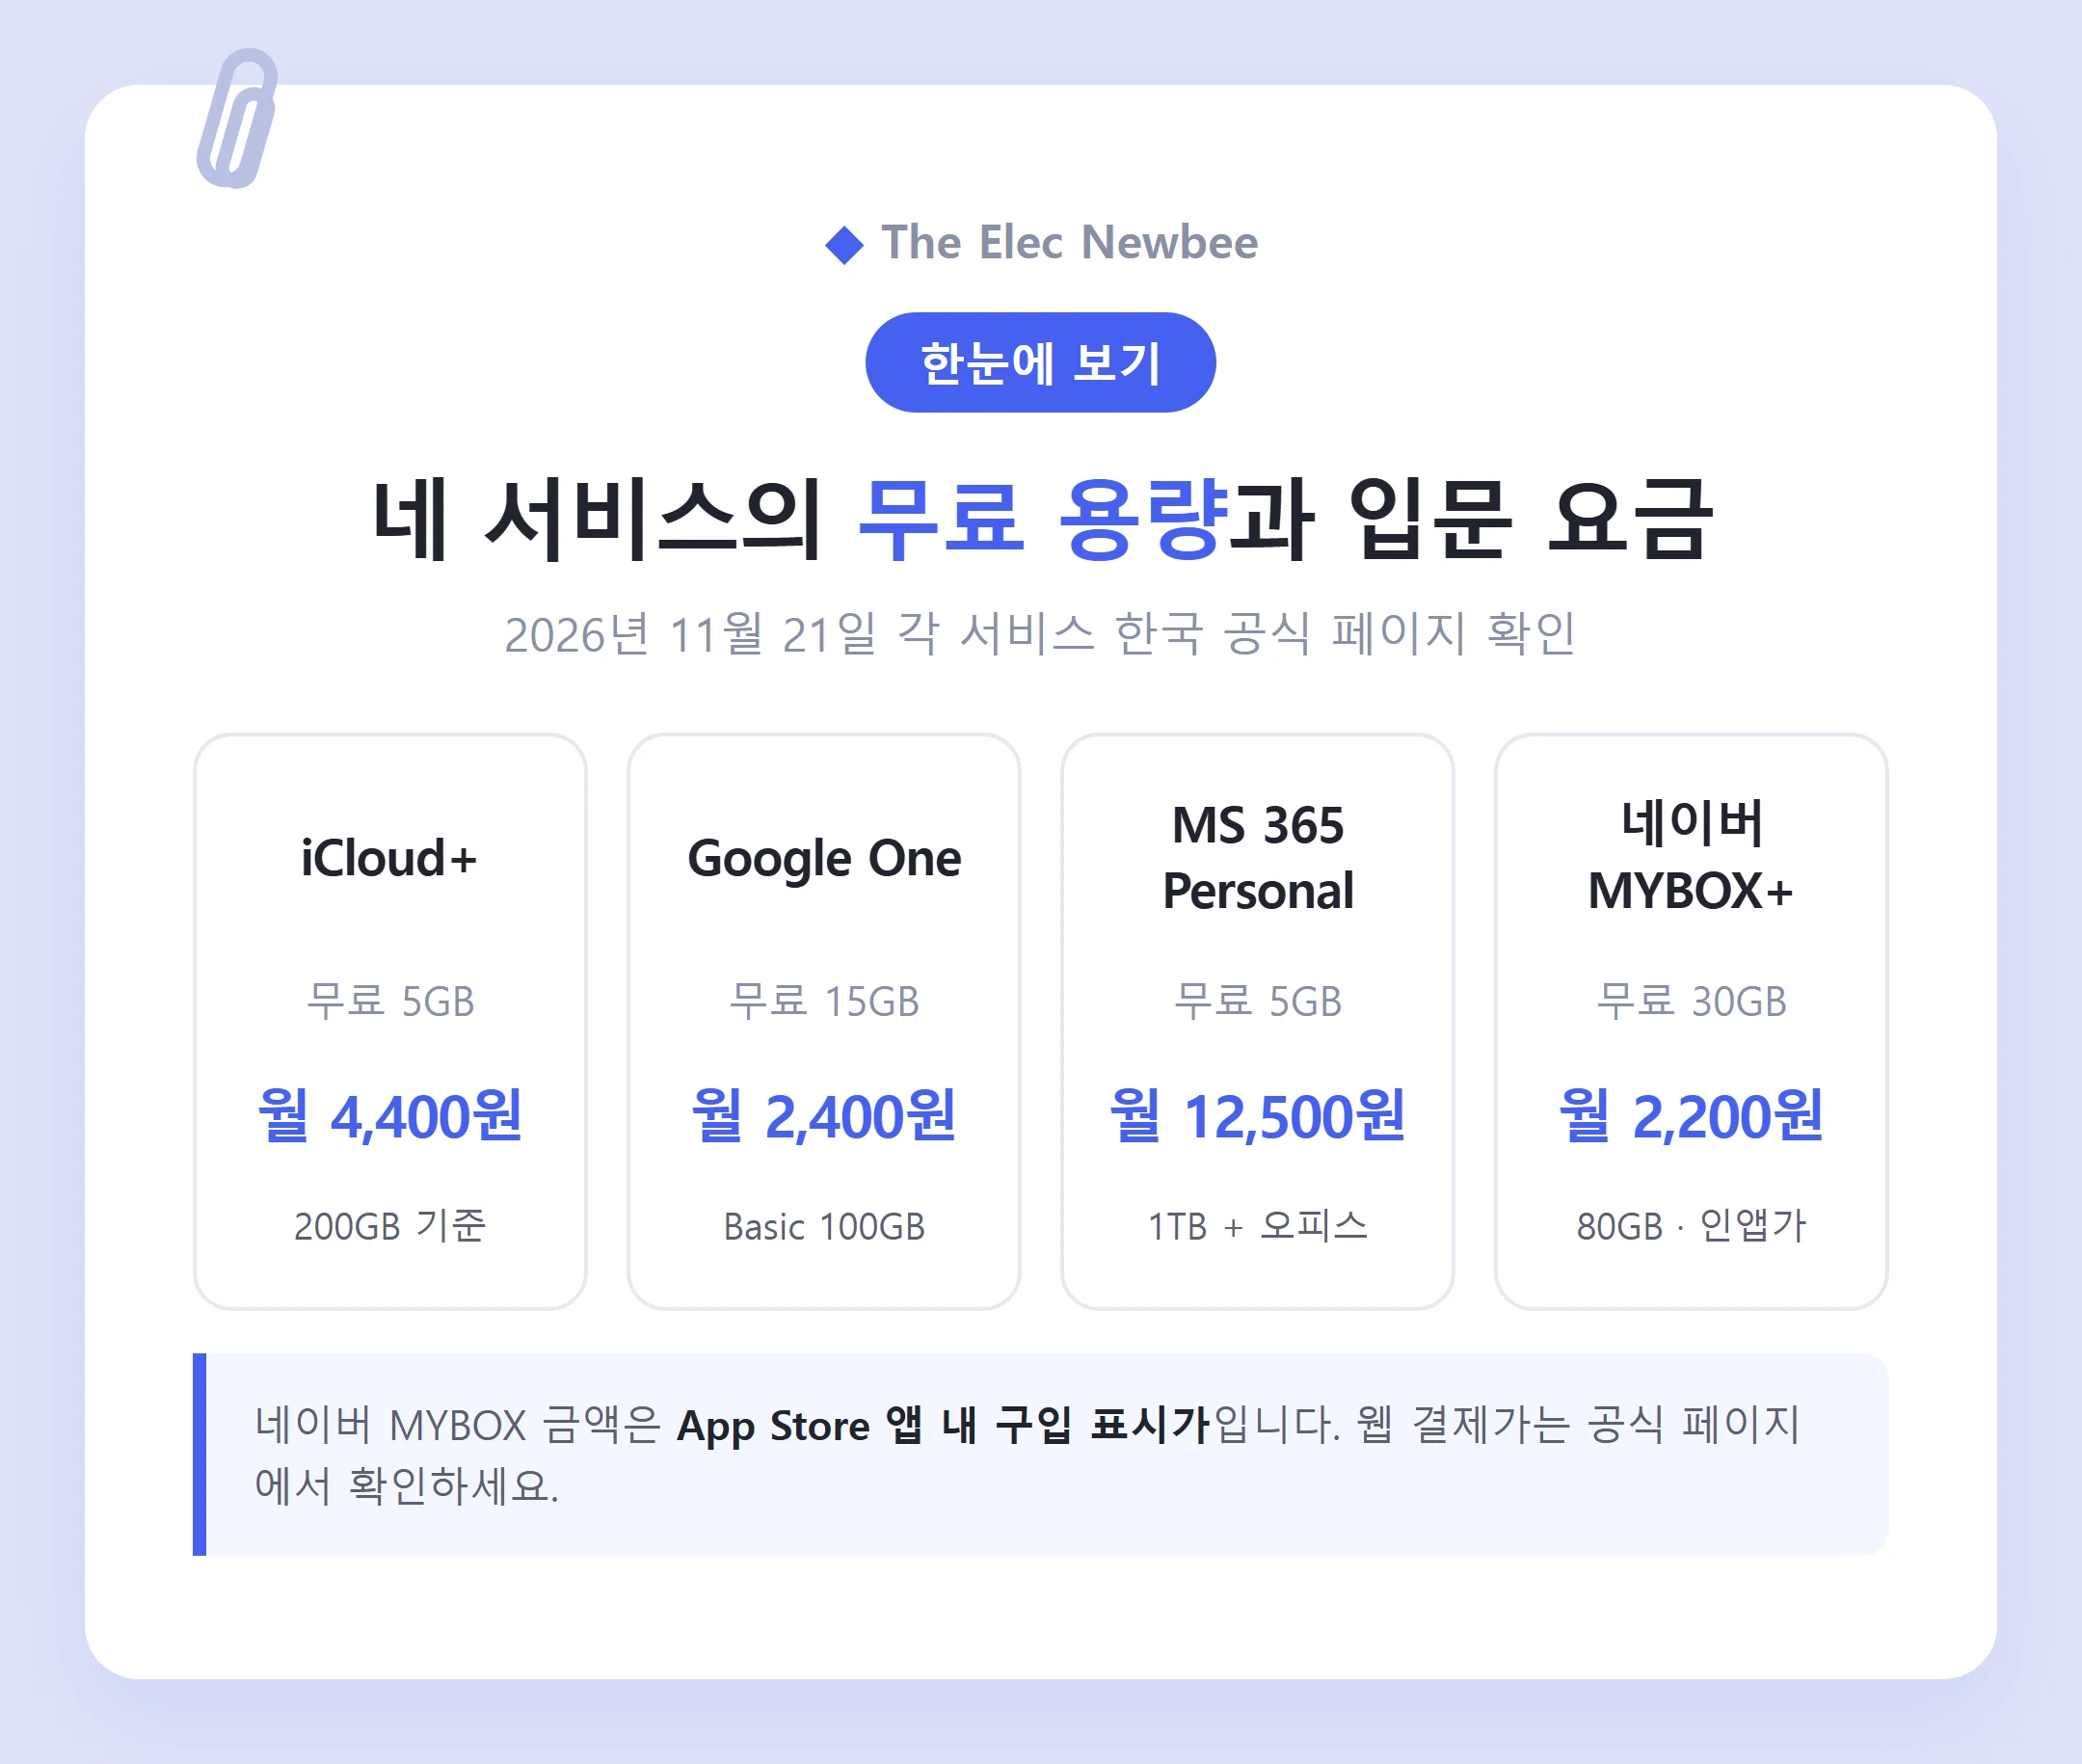 ◆ The Elec Newbee
한눈에 보기
네 서비스의 무료 용량과 입문 요금
2026년 11월 21일 각 서비스 한국 공식 페이지 확인
iCloud+
무료 5GB
월 4,400원
200GB 기준
Google One
무료 15GB
월 2,400원
Basic 100GB
MS 365
Personal
무료 5GB
월 12,500원
1TB + 오피스
네이버
MYBOX+
무료 30GB
월 2,200원
80GB · 인앱가
네이버 MYBOX 금액은 App Store 앱 내 구입 표시가입니다. 웹 결제가는 공식 페이지
에서 확인하세요.